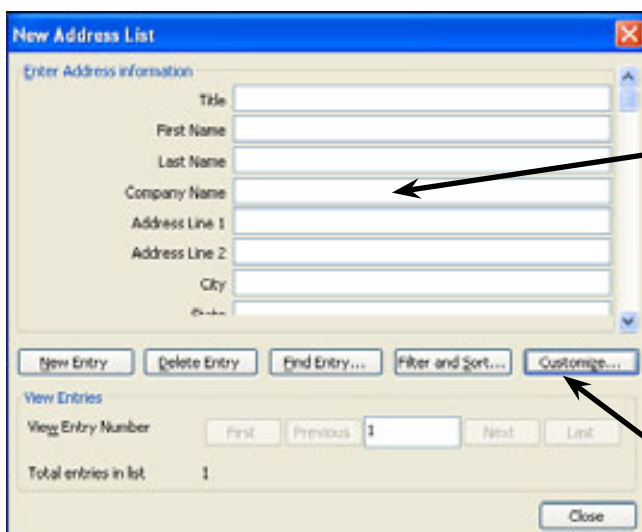 New Address List
Enter Address information
Title
First Name
Last Name
Company Name
Address Line 1
Address Line 2
City
State
New Entry Delete Entry Find Entry... Filter and Sort... Customize...
View Entries
View Entry Number First Previous 1 Next Last
Total entries in list 1
Close